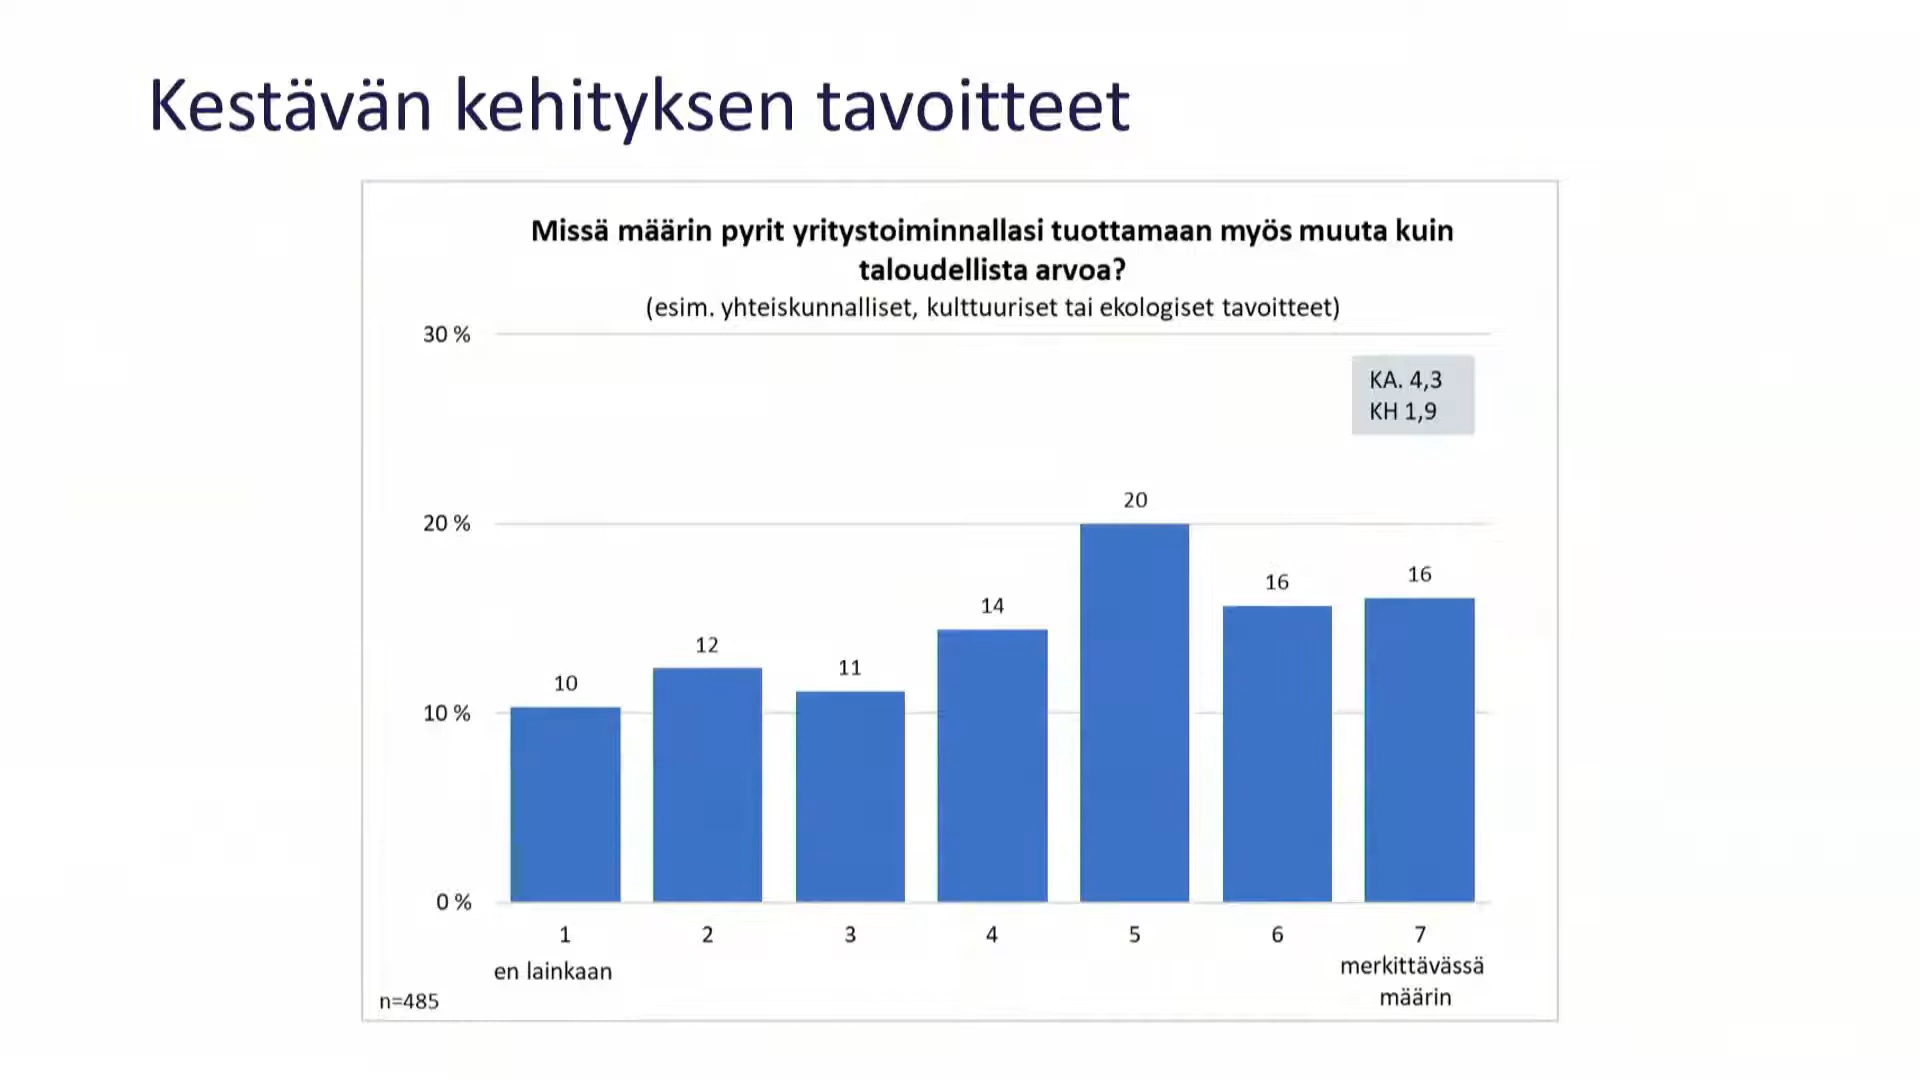 Kestävän kehityksen tavoitteet
Missä määrin pyrit yritystoiminnallasi tuottamaan myös muuta kuin
taloudellista arvoa?
(esim. yhteiskunnalliset, kulttuuriset tai ekologiset tavoitteet)
30 %
KA. 4,3
KH 1,9
20 %
10 %
0 %
10
12
11
14
20
16
16
1
2
3
4
5
6
7
en lainkaan
merkittävässä
määrin
n=485